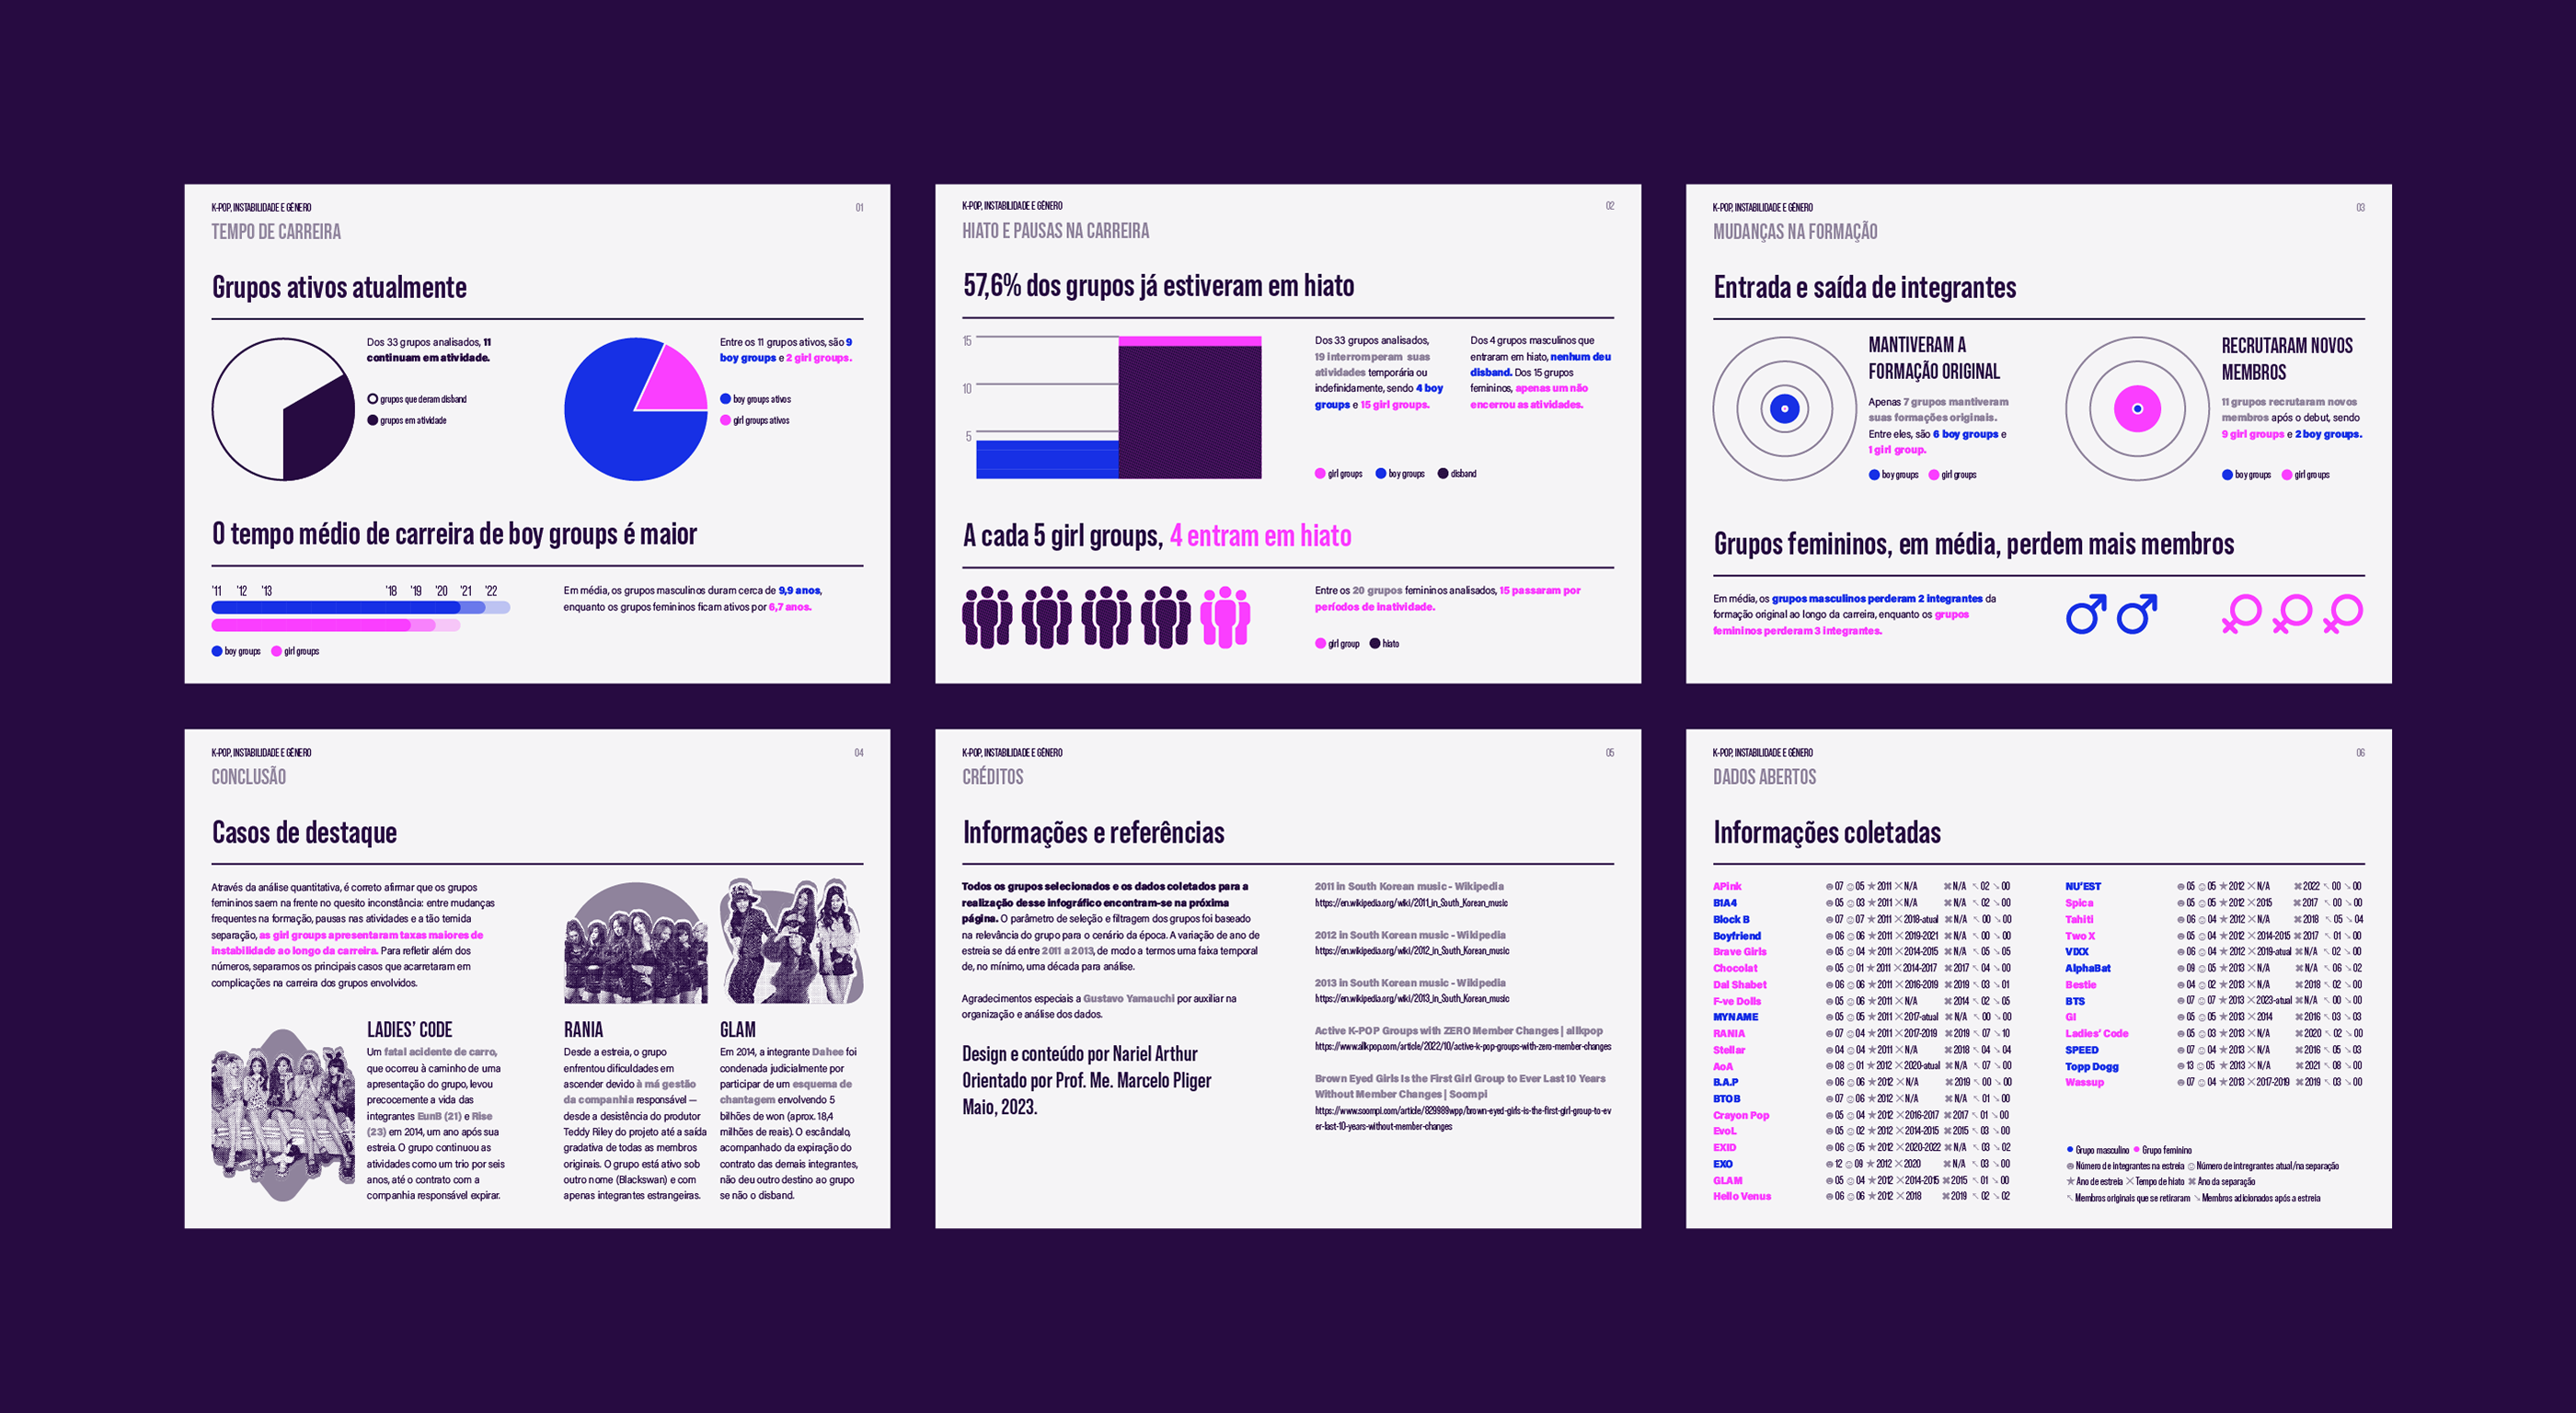 K-POP, INSTABILIDADE E GÊNERO
01
TEMPO DE CARREIRA
Grupos ativos atualmente
Dos 33 grupos analisados, 11
continuam em atividade.
grupos que deram disband
grupos em atividade
Entre os 11 grupos ativos, são 9
boy groups e 2 girl groups.
boy groups ativos
girl groups ativos
O tempo médio de carreira de boy groups é maior
'11 '12 '13 '18 '19 '20 '21 '22
boy groups girl groups
Em média, os grupos masculinos duram cerca de 9,9 anos,
enquanto os grupos femininos ficam ativos por 6,7 anos.
K-POP, INSTABILIDADE E GÊNERO
02
HIATO E PAUSAS NA CARREIRA
57,6% dos grupos já estiveram em hiato
15
10
5
Dos 33 grupos analisados,
19 interromperam suas
atividades temporária ou
indefinidamente, sendo 4 boy
groups e 15 girl groups.
Dos 4 grupos masculinos que
entraram em hiato, nenhum deu
disband. Dos 15 grupos
femininos, apenas um não
encerrou as atividades.
girl groups boy groups disband
A cada 5 girl groups, 4 entram em hiato
Entre os 20 grupos femininos analisados, 15 passaram por
períodos de inatividade.
girl group hiato
K-POP, INSTABILIDADE E GÊNERO
03
MUDANÇAS NA FORMAÇÃO
Entrada e saída de integrantes
MANTIVERAM A
FORMAÇÃO ORIGINAL
Apenas 7 grupos mantiveram
suas formações originais.
Entre eles, são 6 boy groups e
1 girl group.
boy groups girl groups
RECRUTARAM NOVOS
MEMBROS
11 grupos recrutaram novos
membros após o debut, sendo
9 girl groups e 2 boy groups.
boy groups girl groups
Grupos femininos, em média, perdem mais membros
Em média, os grupos masculinos perderam 2 integrantes da
formação original ao longo da carreira, enquanto os grupos
femininos perderam 3 integrantes.
K-POP, INSTABILIDADE E GÊNERO
04
CONCLUSÃO
Casos de destaque
Através da análise quantitativa, é correto afirmar que os grupos
femininos saem na frente no quesito inconstância: entre mudanças
frequentes na formação, pausas nas atividades e a tão temida
separação, as girl groups apresentaram taxas maiores de
instabilidade ao longo da carreira. Para refletir além dos
números, separamos os principais casos que acarretaram em
complicações na carreira dos grupos envolvidos.
LADIES' CODE
Um fatal acidente de carro,
que ocorreu à caminho de uma
apresentação do grupo, levou
precocemente a vida das
integrantes EunB (21) e Rise
(23) em 2014, um ano após sua
estreia. O grupo continuou as
atividades como um trio por seis
anos, até o contrato com a
companhia responsável expirar.
RANIA
Desde a estreia, o grupo
enfrentou dificuldades em
ascender devido à má gestão
da companhia responsável —
desde a desistência do produtor
Teddy Riley do projeto até a saída
gradativa de todas as membros
originais. O grupo está ativo sob
outro nome (Blackswan) e com
apenas integrantes estrangeiras.
GLAM
Em 2014, a integrante Dahee foi
condenada judicialmente por
participar de um esquema de
chantagem envolvendo 5
bilhões de won (aprox. 18,4
milhões de reais). O escândalo,
acompanhado da expiração do
contrato das demais integrantes,
não deu outro destino ao grupo
se não o disband.
K-POP, INSTABILIDADE E GÊNERO
05
CRÉDITOS
Informações e referências
Todos os grupos selecionados e os dados coletados para a
realização desse infográfico encontram-se na próxima
página. O parâmetro de seleção e filtragem dos grupos foi baseado
na relevância do grupo para o cenário da época. A variação de ano de
estreia se dá entre 2011 a 2013, de modo a termos uma faixa temporal
de, no mínimo, uma década para análise.
Agradecimentos especiais a Gustavo Yamauchi por auxiliar na
organização e análise dos dados.
Design e conteúdo por Nariel Arthur
Orientado por Prof. Me. Marcelo Pliger
Maio, 2023.
2011 in South Korean music - Wikipedia
https://en.wikipedia.org/wiki/2011_in_South_Korean_music
2012 in South Korean music - Wikipedia
https://en.wikipedia.org/wiki/2012_in_South_Korean_music
2013 in South Korean music - Wikipedia
https://en.wikipedia.org/wiki/2013_in_South_Korean_music
Active K-POP Groups with ZERO Member Changes | allkpop
https://www.allkpop.com/article/2022/10/active-k-pop-groups-with-zero-member-changes
Brown Eyed Girls Is the First Girl Group to Ever Last 10 Years
Without Member Changes | Soompi
https://www.soompi.com/article/829989wpp/brown-eyed-girls-is-the-first-girl-group-to-ev
er-last-10-years-without-member-changes
K-POP, INSTABILIDADE E GÊNERO
06
DADOS ABERTOS
Informações coletadas
APink 07 05 2011 N/A N/A 02 00
B1A4 05 03 2011 N/A N/A 02 00
Block B 07 07 2011 2018-atual N/A 00 00
Boyfriend 06 06 2011 2019-2021 N/A 00 00
Brave Girls 05 04 2011 2014-2015 N/A 05 05
Chocolat 05 01 2011 2014-2017 2017 04 00
Dal Shabet 06 06 2011 2016-2019 2019 03 01
F-ve Dolls 05 06 2011 N/A 2014 02 05
MYNAME 05 05 2011 2017-atual N/A 00 00
RANIA 07 04 2011 2017-2019 2019 07 10
Stellar 04 04 2011 N/A 2018 04 04
AoA 08 01 2012 2020-atual N/A 07 00
B.A.P 06 06 2012 N/A 2019 00 00
BTOB 07 06 2012 N/A N/A 01 00
Crayon Pop 05 04 2012 2016-2017 2017 01 00
EvoL 05 02 2012 2014-2015 2015 03 00
EXID 06 05 2012 2020-2022 N/A 03 02
EXO 12 09 2012 2020 N/A 03 00
GLAM 05 04 2012 2014-2015 2015 01 00
Hello Venus 06 06 2012 2018 2019 02 02
NU'EST 05 05 2012 N/A 2022 00 00
Spica 05 05 2012 2015 2017 00 00
Tahiti 06 04 2012 N/A 2018 05 04
Two X 05 04 2012 2014-2015 2017 01 00
VIXX 06 04 2012 2019-atual N/A 02 00
AlphaBat 09 05 2013 N/A N/A 06 02
Bestie 04 02 2013 N/A 2018 02 00
BTS 07 07 2013 2023-atual N/A 00 00
GI 05 05 2013 2014 2016 03 03
Ladies' Code 05 03 2013 N/A 2020 02 00
SPEED 07 04 2013 N/A 2016 05 03
Topp Dogg 13 05 2013 N/A 2021 08 00
Wassup 07 04 2013 2017-2019 2019 03 00
Grupo masculino Grupo feminino
Número de integrantes na estreia Número de intregrantes atual/na separação
Ano de estreia Tempo de hiato Ano da separação
Membros originais que se retiraram Membros adicionados após a estreia